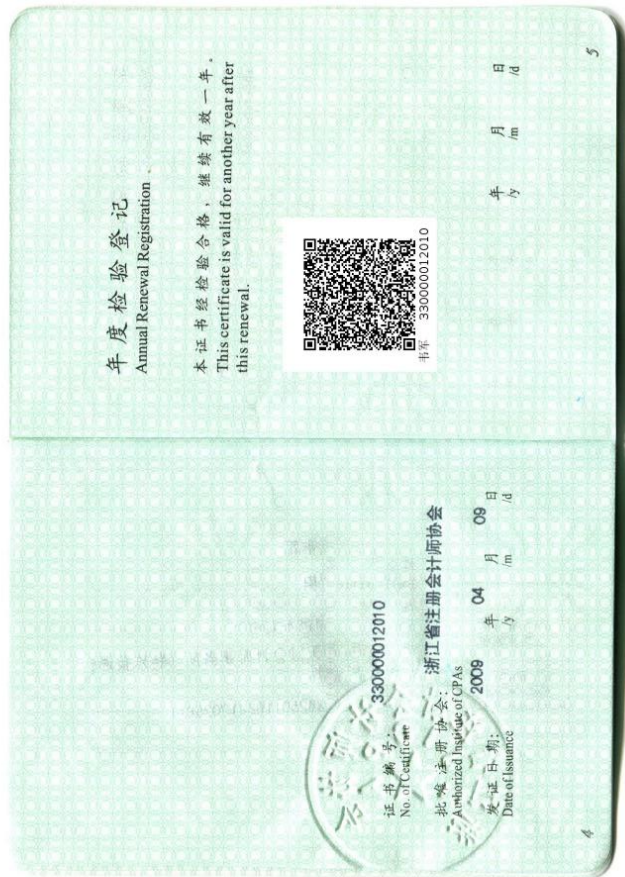 证书编号:
330000012010
No. of Certificate
批准注册协会:
浙江省注册会计师协会
Authorized Institute of CPAs
发证日期:
2009 年 04 月 09 日
Date of Issuance /y /m /d
4
年度检验登记
Annual Renewal Registration
本证书经检验合格,继续有效一年。
This certificate is valid for another year after
this renewal.
韦军 330000012010
年 月 日
/y /m /d
5